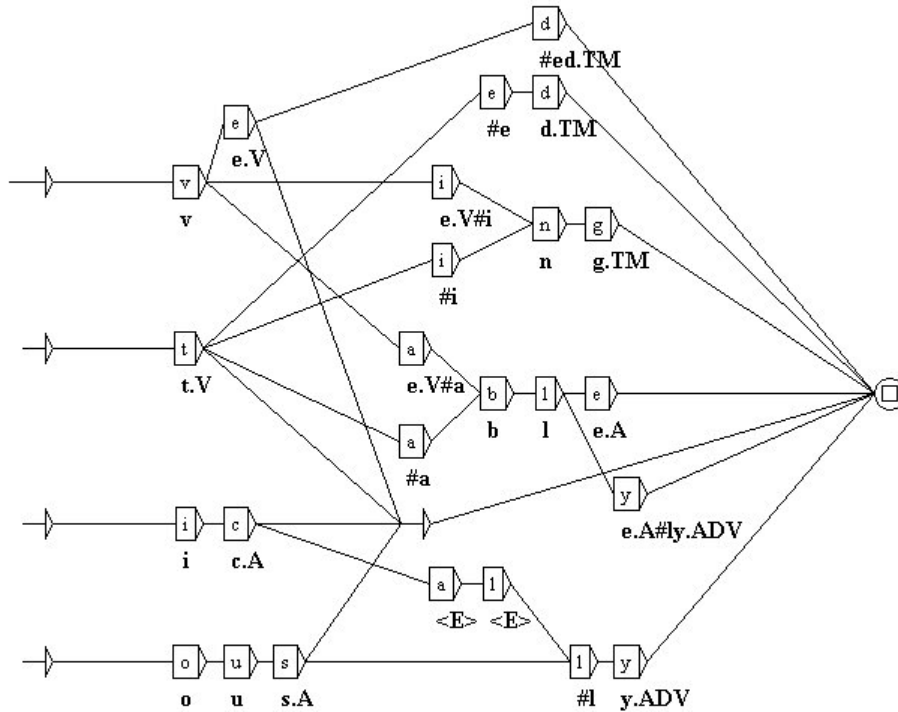 d
#ed.TM
e d
#e d.TM
e
e.V
v i
v e.V#i
n g
n g.TM
i
#i
t a
t.V e.V#a
b l e
b l e.A
a
#a
y
e.A#ly.ADV
i c
i c.A
a l
<E> <E>
o u s l y
o u s.A #l y.ADV